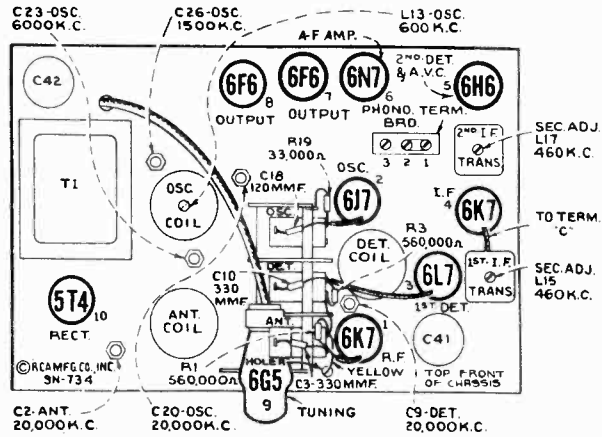 C23-OSC.
6000K.C.
C26-OSC.
1500K.C.
L13-OSC.
600K.C.
A-F AMP.
2ND. DET.
& A.V.C.
C42
6F6
8
OUTPUT
6F6
7
OUTPUT
6N7
6
5
6H6
PHONO. TERM.
BRD.
3 2 1
2ND I.F.
TRANS
SEC. ADJ.
L17
460K.C.
T1
R19
33,000Ω
OSC.
2
C18
120MMF.
6J7
OSC
COIL
OSC.
I.F.
4
6K7
R3
560,000Ω
TO TERM.
"C"
DET.
COIL
DET.
C10
330
MMF.
6L7
3
1ST. DET.
1ST. I.F.
TRANS
SEC. ADJ.
L15
460K.C.
5T4
10
RECT.
ANT.
COIL
ANT.
6K7
1
R.F.
C41
YELLOW
HOLER
R1
560,000Ω
C3-330MMF.
6G5
9
TUNING
TOP FRONT
OF CHASSIS
© RCA MFG CO., INC.
9N-734
C2-ANT.
20,000K.C.
C20-OSC.
20,000K.C.
C9-DET.
20,000K.C.